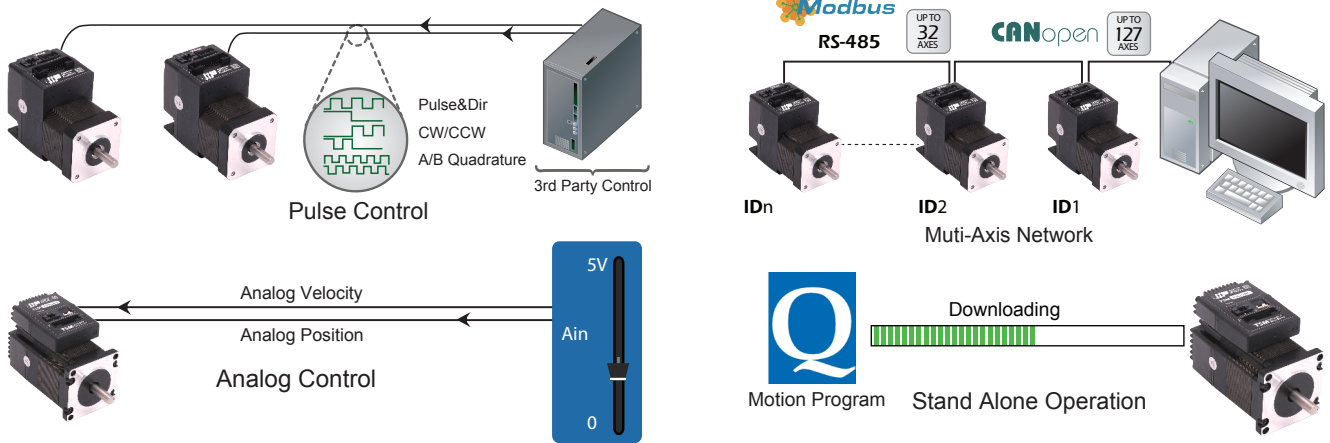 Pulse&Dir
CW/CCW
A/B Quadrature
3rd Party Control
Pulse Control
Modbus
RS-485
UP TO
32
AXES
CANopen
UP TO
127
AXES
IDn
ID2
ID1
Muti-Axis Network
Analog Velocity
Analog Position
Analog Control
5V
Ain
0
Q
Motion Program
Downloading
Stand Alone Operation